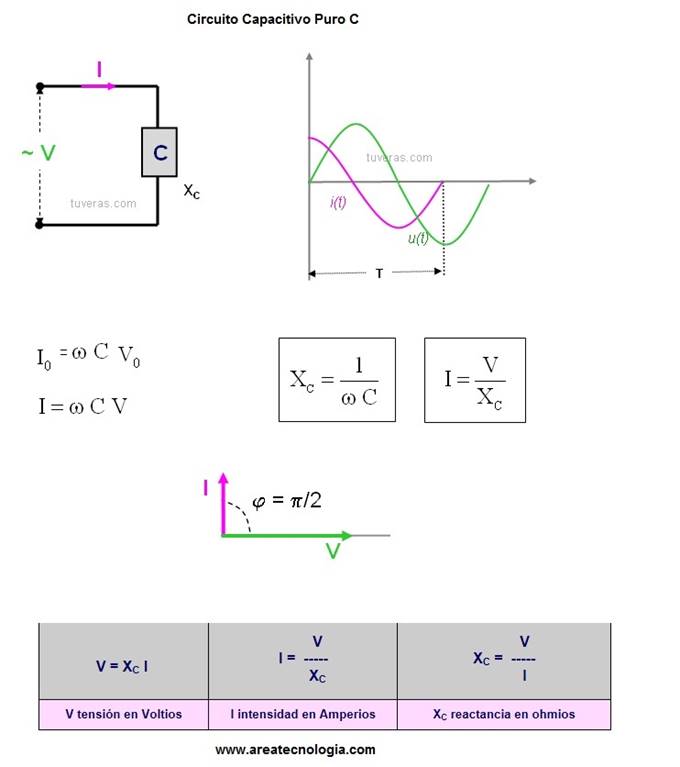 Circuito Capacitivo Puro C
I
~ V
C
X_C
tuveras.com
tuveras.com
i(t)
u(t)
T
I_0 = ω C V_0
I = ω C V
X_C = 1 / ω C
I = V / X_C
I
φ = π/2
V
V = X_C I
I = V ----- X_C
X_C = V ----- I
V tensión en Voltios
I intensidad en Amperios
X_C reactancia en ohmios
www.areatecnologia.com